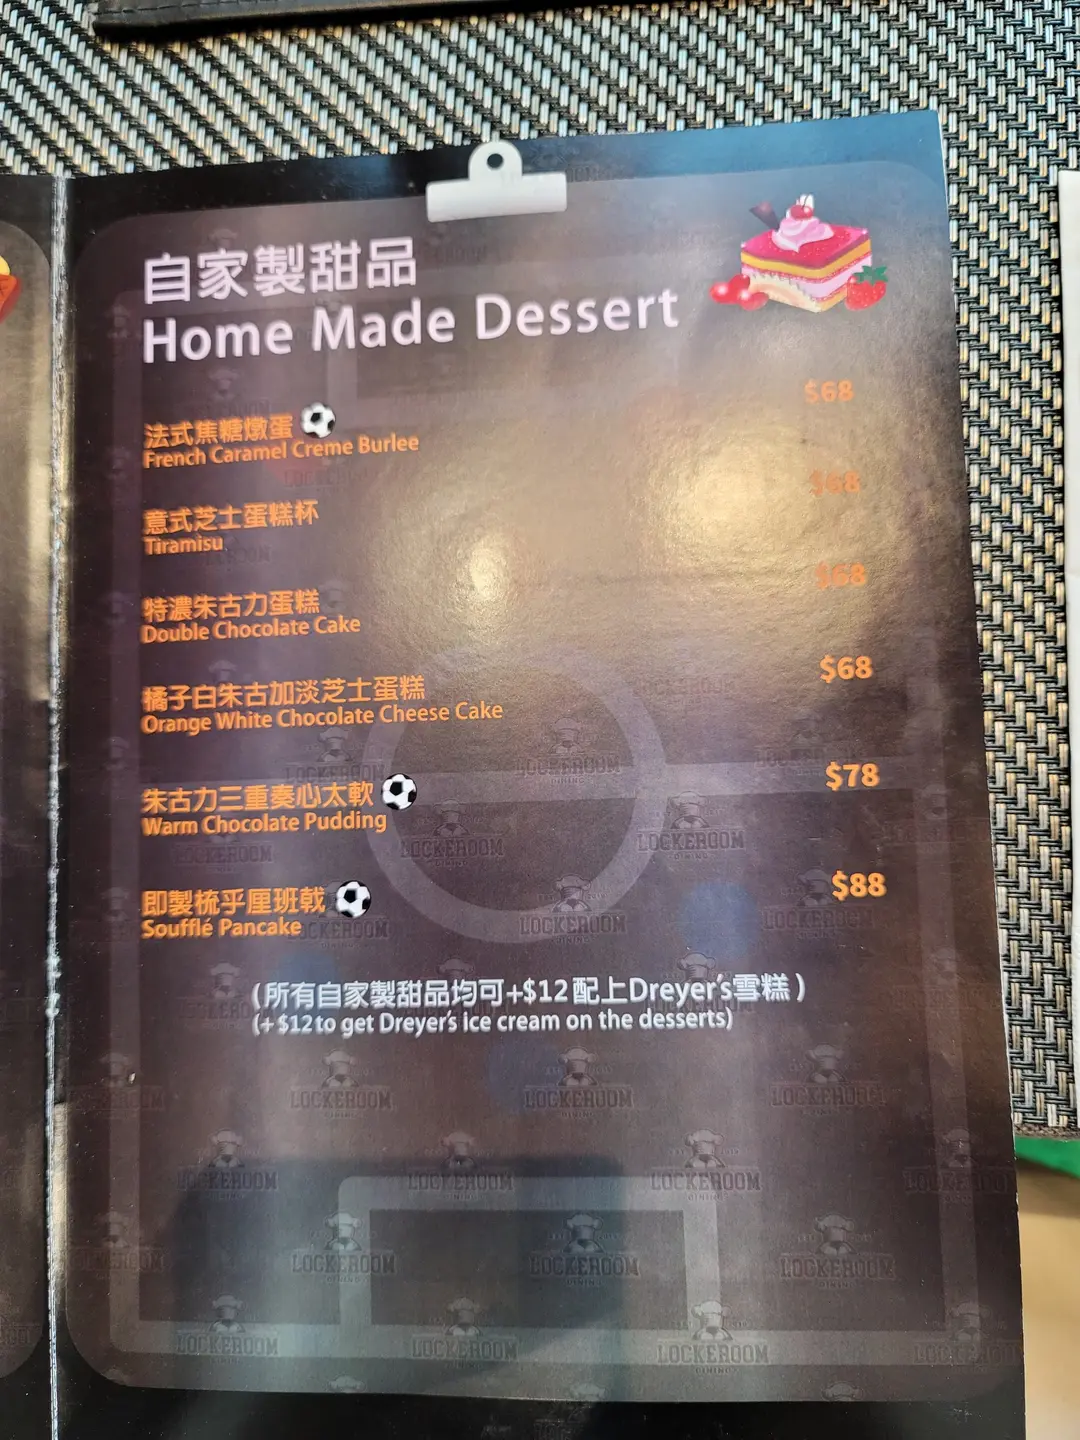 自家製甜品
Home Made Dessert
法式焦糖燉蛋 $68
French Caramel Creme Burlee
意式芝士蛋糕杯 $68
Tiramisu
特濃朱古力蛋糕 $68
Double Chocolate Cake
橘子白朱古加淡芝士蛋糕 $68
Orange White Chocolate Cheese Cake
朱古力三重奏心太軟 $78
Warm Chocolate Pudding
即製梳乎厘班戟 $88
Soufflé Pancake
(所有自家製甜品均可+$12配上Dreyer's雪糕)
(+$12 to get Dreyer's ice cream on the desserts)
LOCKEROOM
DINING